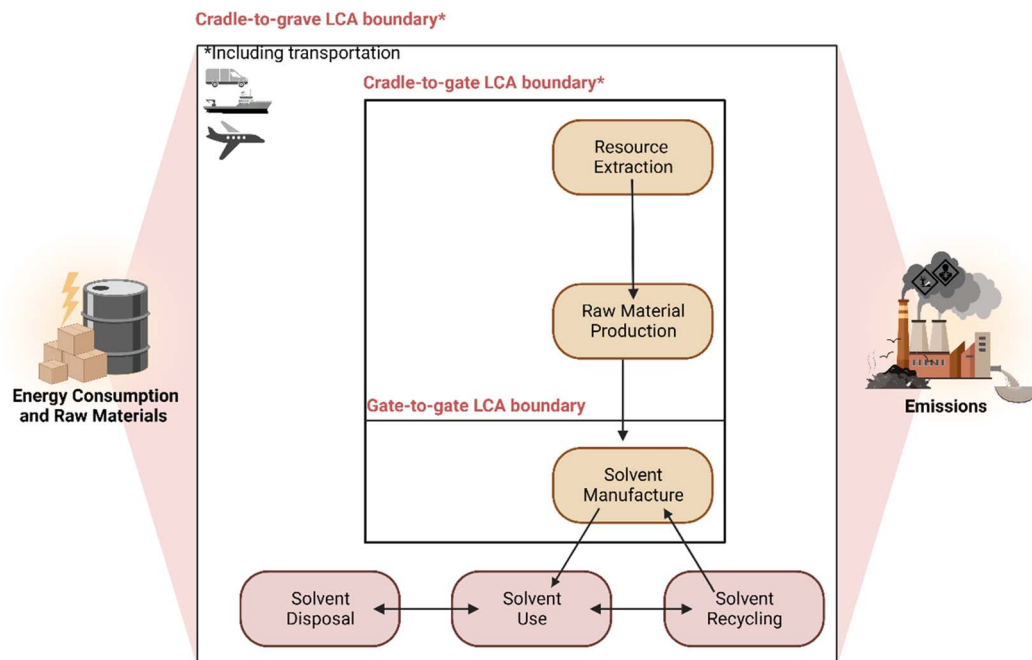 Cradle-to-grave LCA boundary*
*Including transportation
Cradle-to-gate LCA boundary*
Resource
Extraction
Raw Material
Production
Energy Consumption
and Raw Materials
Emissions
Gate-to-gate LCA boundary
Solvent
Manufacture
Solvent
Disposal
Solvent
Use
Solvent
Recycling